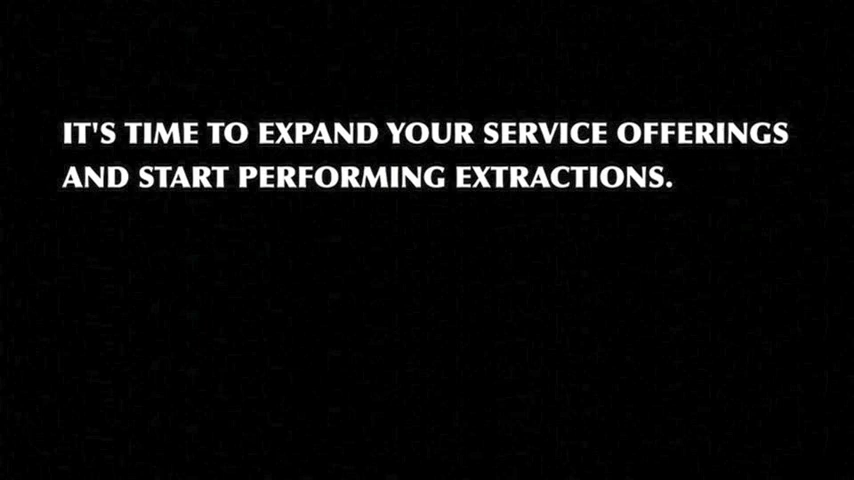 IT'S TIME TO EXPAND YOUR SERVICE OFFERINGS
AND START PERFORMING EXTRACTIONS.